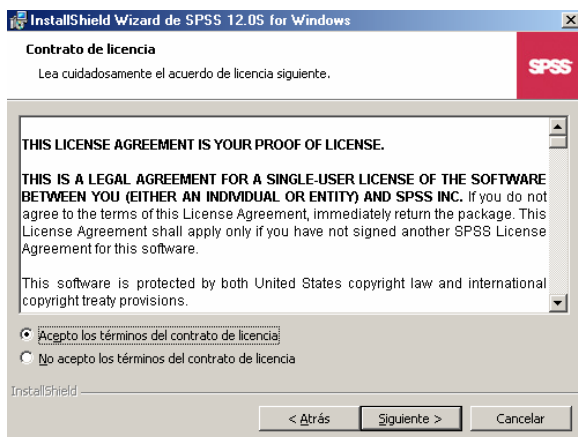 InstallShield Wizard de SPSS 12.0S for Windows
Contrato de licencia
Lea cuidadosamente el acuerdo de licencia siguiente.
SPSS
THIS LICENSE AGREEMENT IS YOUR PROOF OF LICENSE.
THIS IS A LEGAL AGREEMENT FOR A SINGLE-USER LICENSE OF THE SOFTWARE
BETWEEN YOU (EITHER AN INDIVIDUAL OR ENTITY) AND SPSS INC. If you do not
agree to the terms of this License Agreement, immediately return the package. This
License Agreement shall apply only if you have not signed another SPSS License
Agreement for this software.
This software is protected by both United States copyright law and international
copyright treaty provisions.
Acepto los términos del contrato de licencia
No acepto los términos del contrato de licencia
InstallShield
< Atrás Siguiente > Cancelar